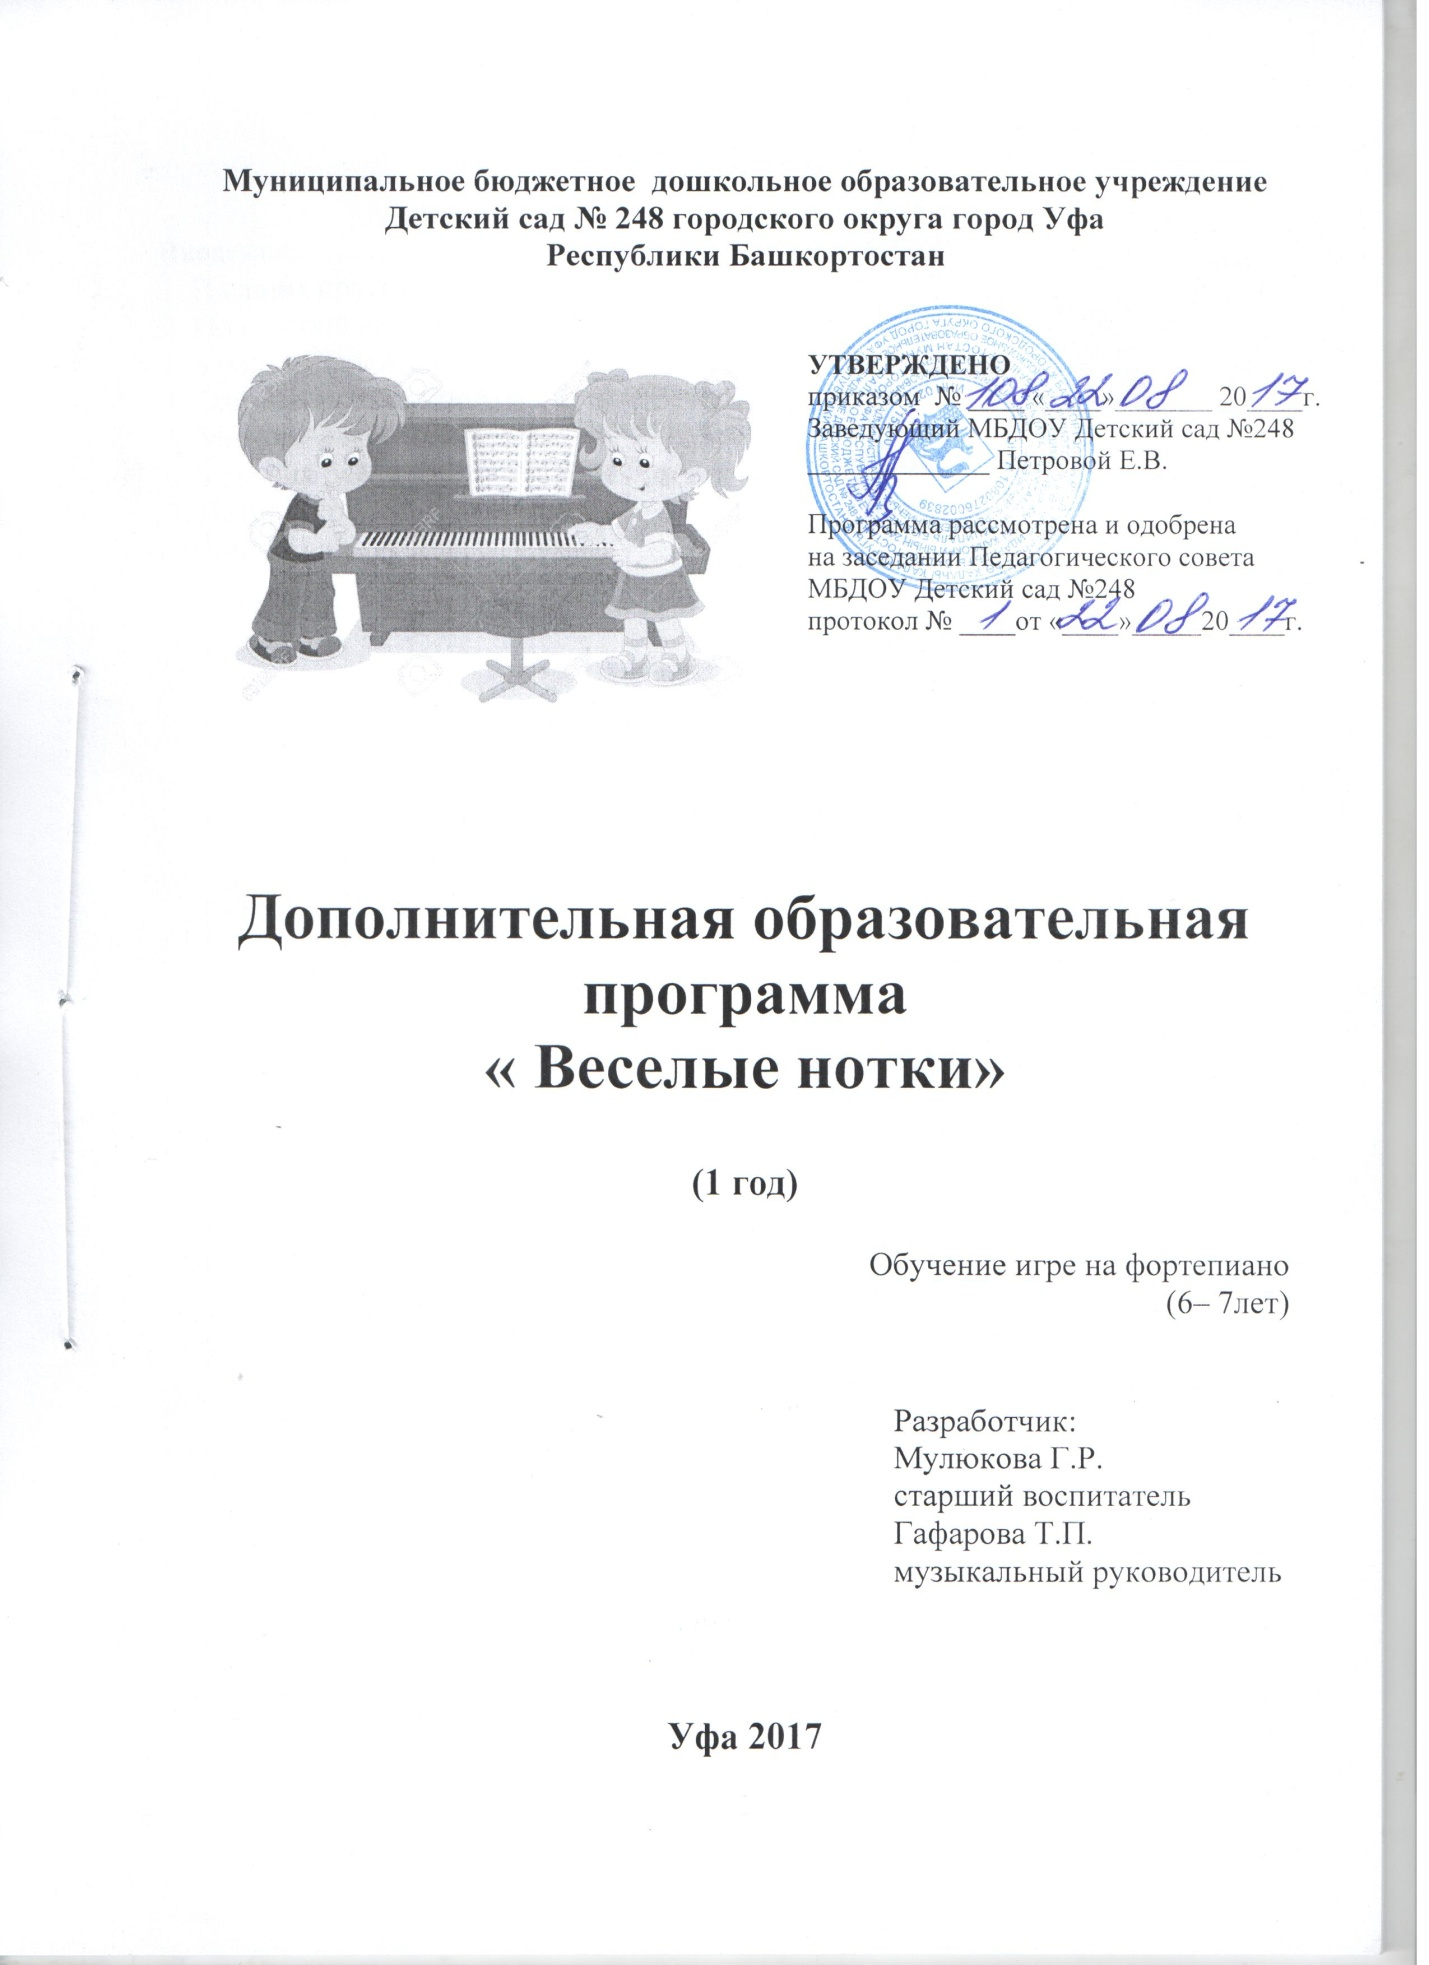 Муниципальное бюджетное  дошкольное образовательное учреждение
Детский сад № 248 городского округа город Уфа
Республики Башкортостан
УТВЕРЖДЕНО
приказом № 108 «22» 08 2017г.
Заведующий МБДОУ Детский сад №248
_____________ Петровой Е.В.
Программа рассмотрена и одобрена
на заседании Педагогического совета
МБДОУ Детский сад №248
протокол № 1 от «22» 08 2017г.
Дополнительная образовательная
программа
« Веселые нотки»
(1 год)
Обучение игре на фортепиано
(6– 7лет)
Разработчик:
Мулюкова Г.Р.
старший воспитатель
Гафарова Т.П.
музыкальный руководитель
Уфа 2017